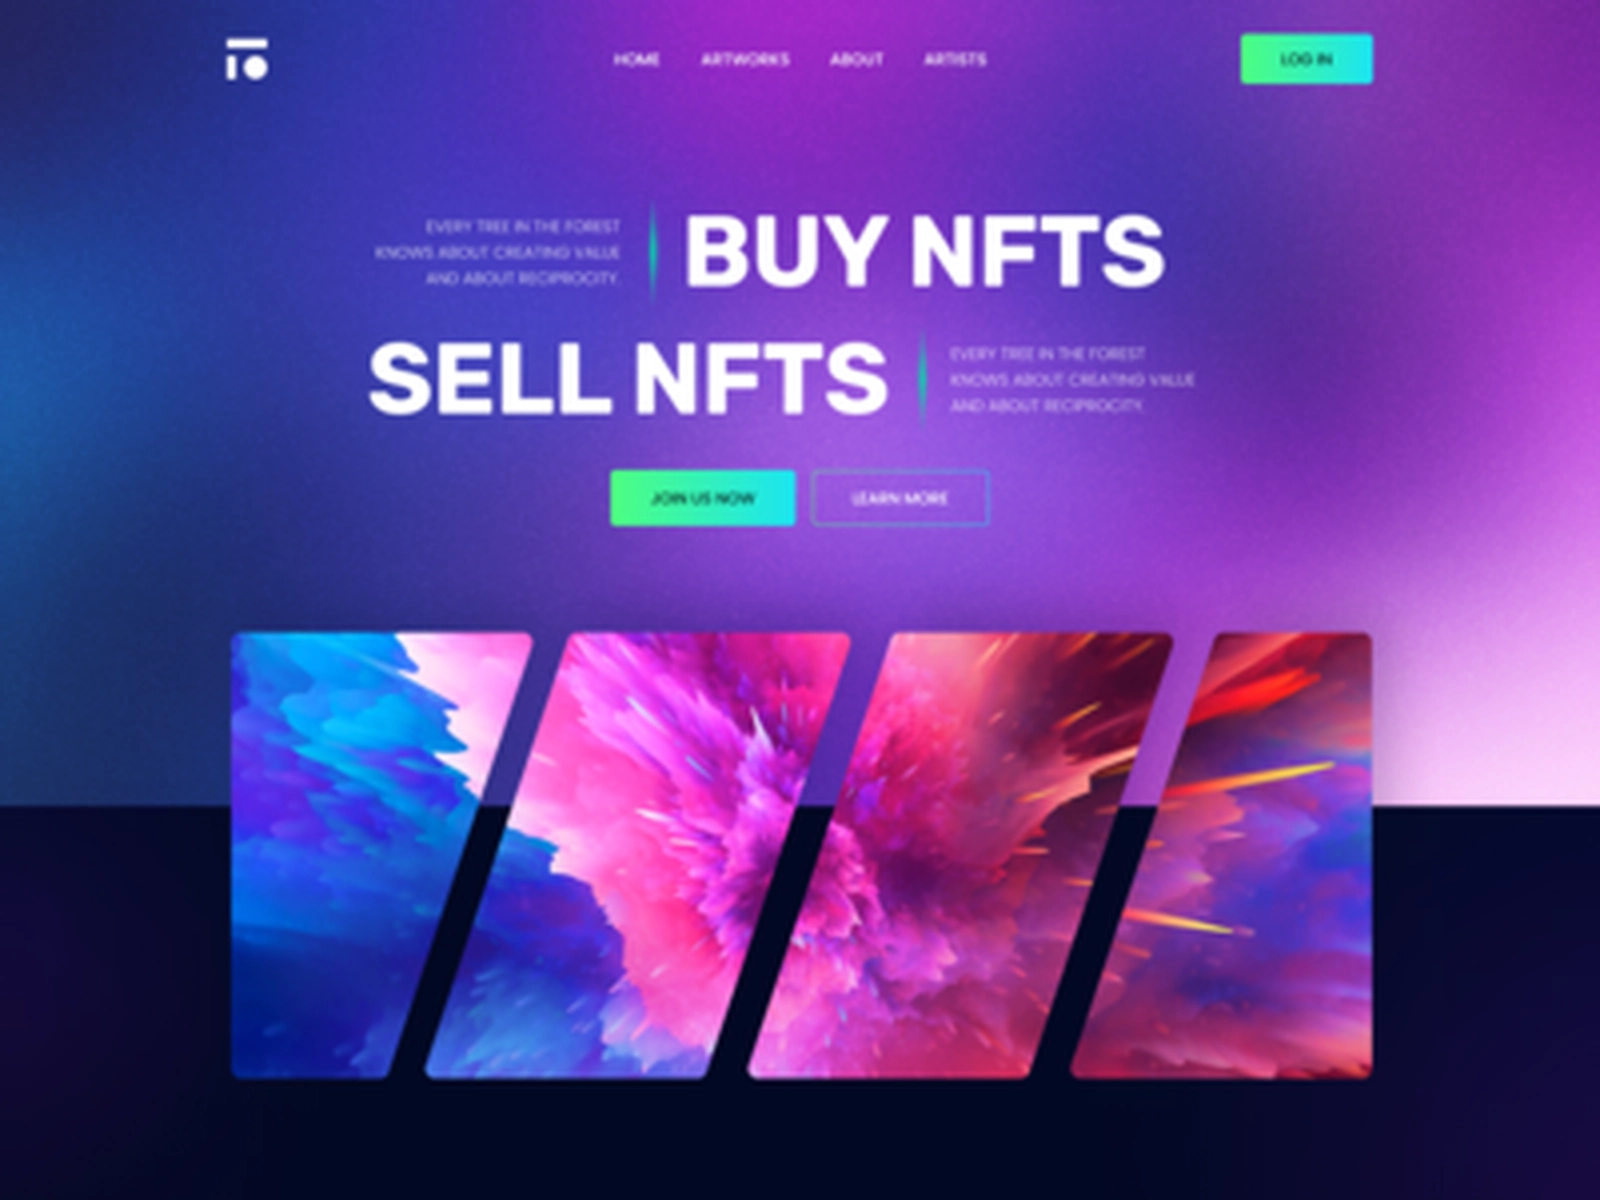 HOME ARTWORKS ABOUT ARTISTS LOG IN
EVERY TREE IN THE FOREST
KNOWS ABOUT CREATING VALUE
AND ABOUT RECIPROCITY.
BUY NFTS
SELL NFTS
EVERY TREE IN THE FOREST
KNOWS ABOUT CREATING VALUE
AND ABOUT RECIPROCITY.
JOIN US NOW LEARN MORE